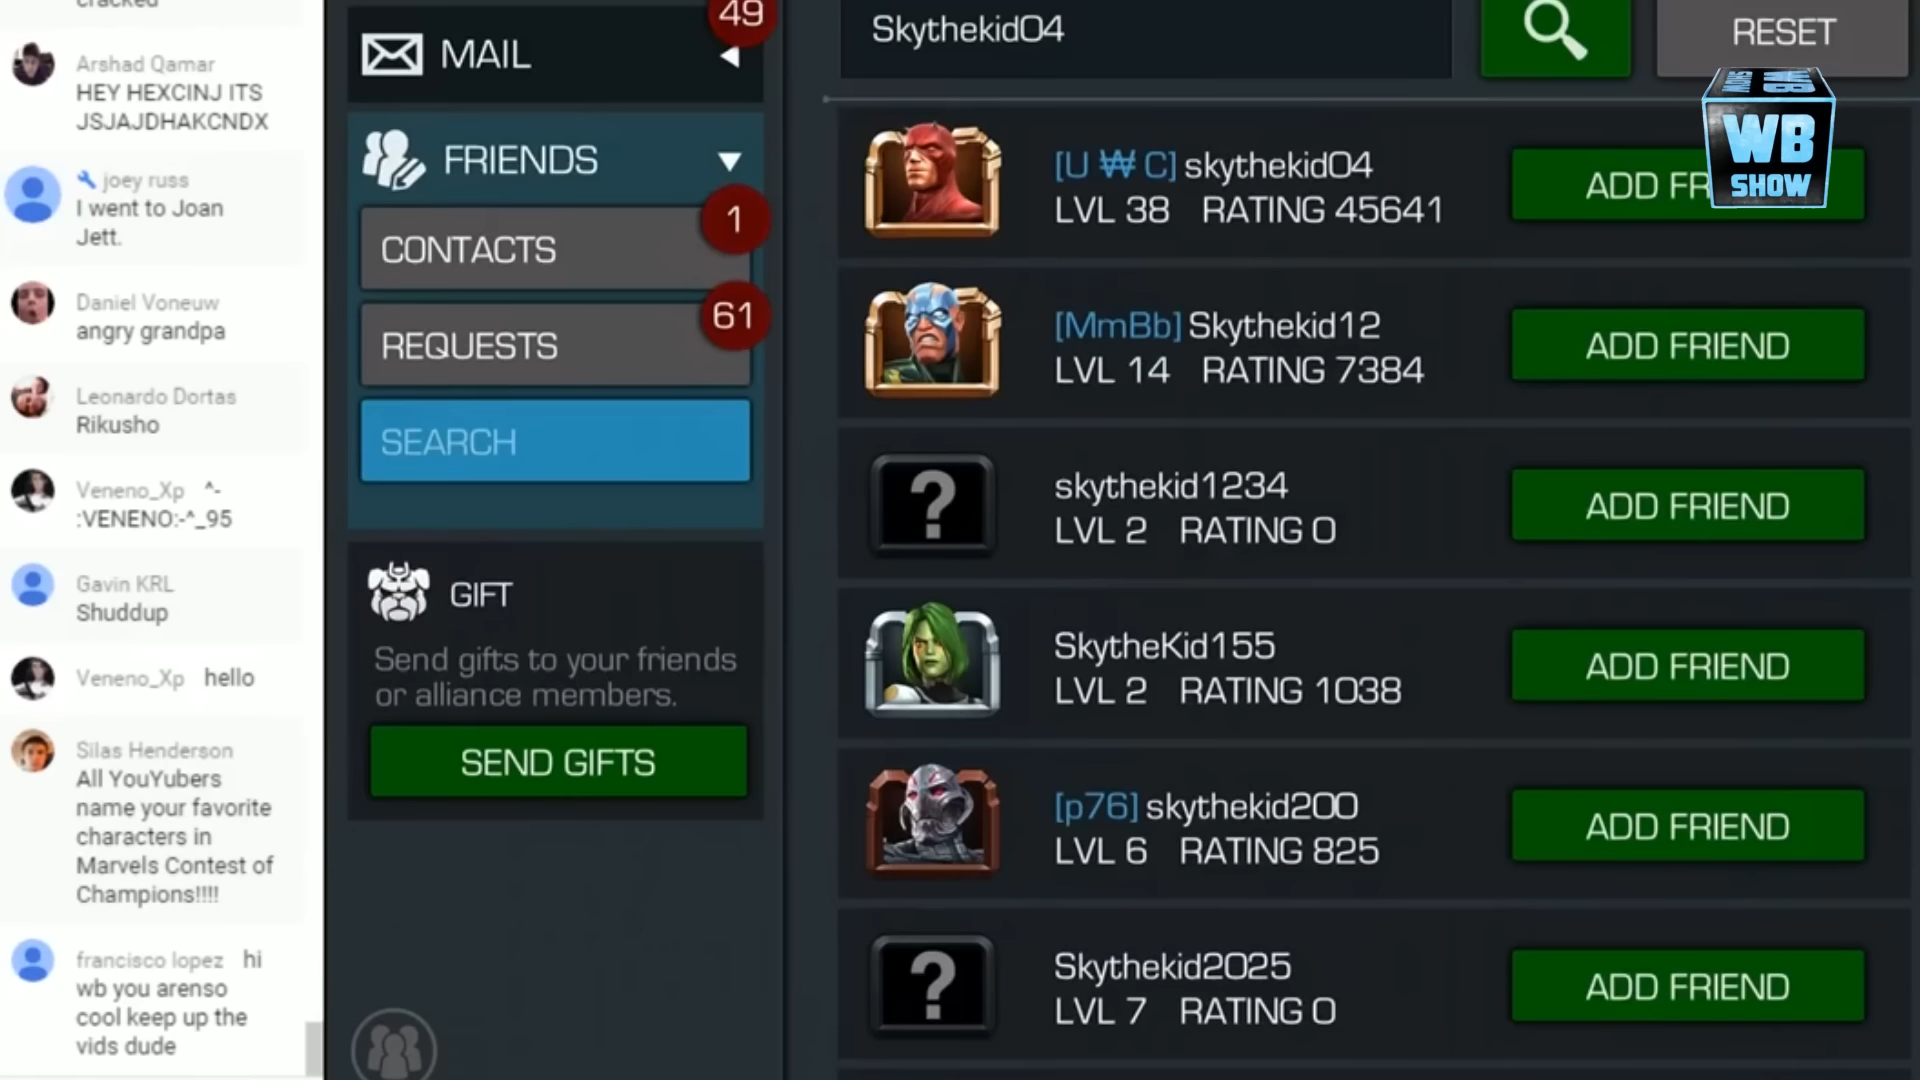 cracked
Arshad Qamar
HEY HEXCINJ ITS
JSJAJDHAKCNDX
joey russ
I went to Joan
Jett.
Daniel Voneuw
angry grandpa
Leonardo Dortas
Rikusho
Veneno_Xp ^-
:VENENO:-^_95
Gavin KRL
Shuddup
Veneno_Xp hello
Silas Henderson
All YouYubers
name your favorite
characters in
Marvels Contest of
Champions!!!!
francisco lopez hi
wb you arenso
cool keep up the
vids dude
49
MAIL
FRIENDS
1
CONTACTS
61
REQUESTS
SEARCH
GIFT
Send gifts to your friends
or alliance members.
SEND GIFTS
Skythekid04
RESET
WB
SHOW
[U ₩ C] skythekid04
LVL 38 RATING 45641
ADD FR
[MmBb] Skythekid12
LVL 14 RATING 7384
ADD FRIEND
skythekid1234
LVL 2 RATING 0
ADD FRIEND
SkytheKid155
LVL 2 RATING 1038
ADD FRIEND
[p76] skythekid200
LVL 6 RATING 825
ADD FRIEND
Skythekid2025
LVL 7 RATING 0
ADD FRIEND